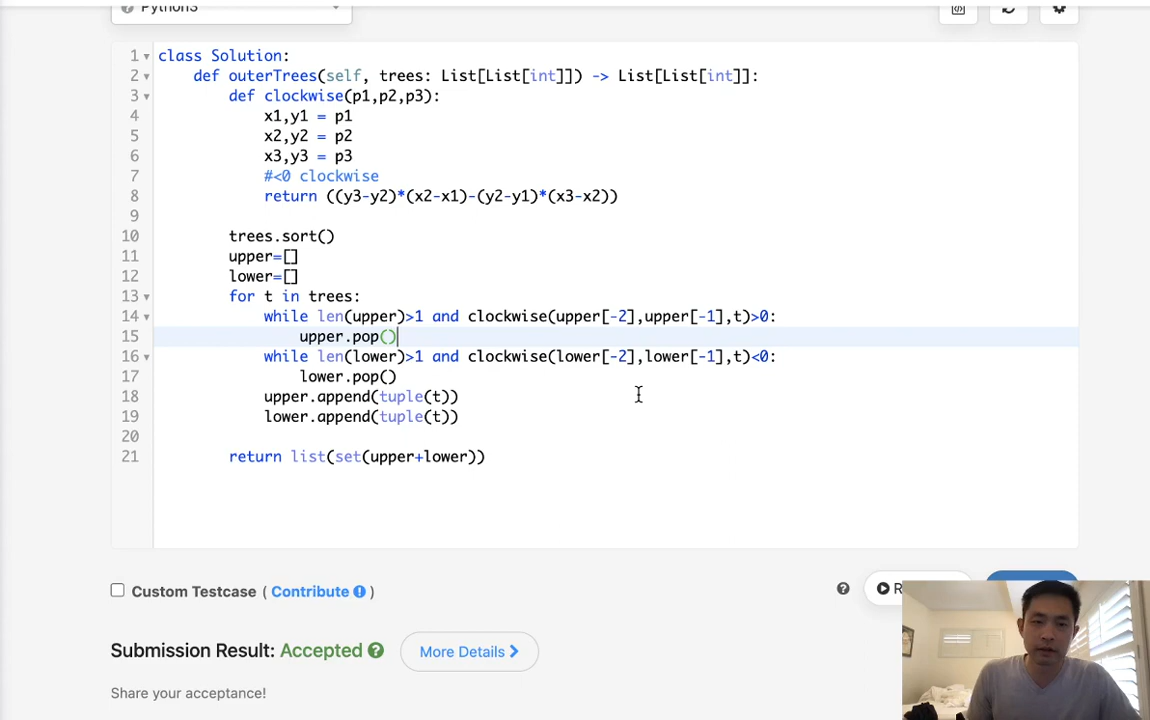 Python3
1 class Solution:
2 def outerTrees(self, trees: List[List[int]]) -> List[List[int]]:
3 def clockwise(p1,p2,p3):
4 x1,y1 = p1
5 x2,y2 = p2
6 x3,y3 = p3
7 #<0 clockwise
8 return ((y3-y2)*(x2-x1)-(y2-y1)*(x3-x2))
9
10 trees.sort()
11 upper=[]
12 lower=[]
13 for t in trees:
14 while len(upper)>1 and clockwise(upper[-2],upper[-1],t)>0:
15 upper.pop()
16 while len(lower)>1 and clockwise(lower[-2],lower[-1],t)<0:
17 lower.pop()
18 upper.append(tuple(t))
19 lower.append(tuple(t))
20
21 return list(set(upper+lower))
Custom Testcase ( Contribute )
Submission Result: Accepted
More Details
Share your acceptance!